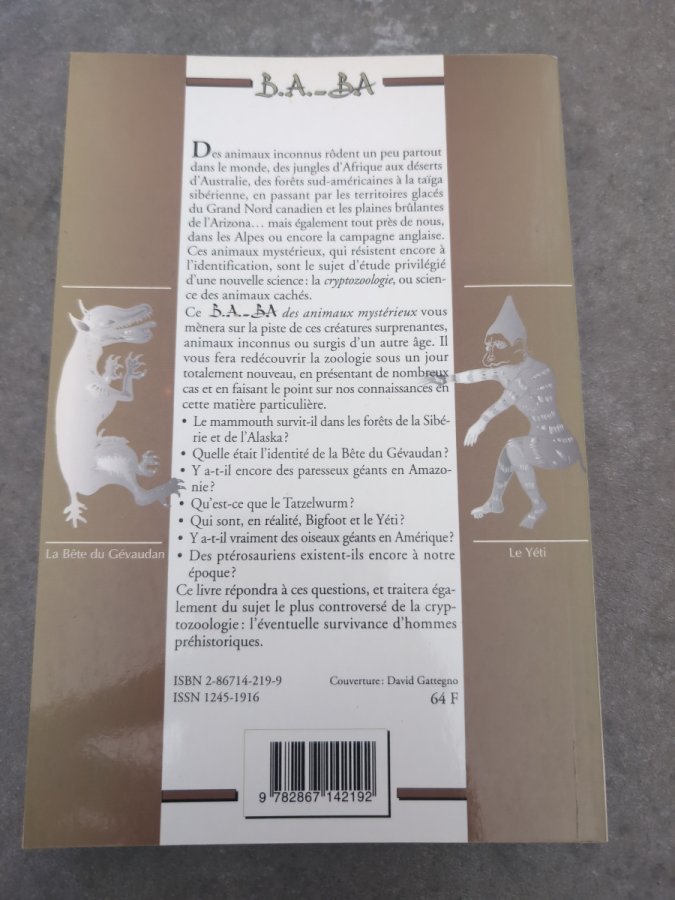 B.A.-BA
Des animaux inconnus rôdent un peu partout
dans le monde, des jungles d'Afrique aux déserts
d'Australie, des forêts sud-américaines à la taïga
sibérienne, en passant par les territoires glacés
du Grand Nord canadien et les plaines brûlantes
de l'Arizona... mais également tout près de nous,
dans les Alpes ou encore la campagne anglaise.
Ces animaux mystérieux, qui résistent encore à
l'identification, sont le sujet d'étude privilégié
d'une nouvelle science : la cryptozoologie, ou scien-
ce des animaux cachés.
Ce B.A.-BA des animaux mystérieux vous
mènera sur la piste de ces créatures surprenantes,
animaux inconnus ou surgis d'un autre âge. Il
vous fera redécouvrir la zoologie sous un jour
totalement nouveau, en présentant de nombreux
cas et en faisant le point sur nos connaissances en
cette matière particulière.
• Le mammouth survit-il dans les forêts de la Sibé-
rie et de l'Alaska ?
• Quelle était l'identité de la Bête du Gévaudan ?
• Y a-t-il encore des paresseux géants en Amazo-
nie ?
• Qu'est-ce que le Tatzelwurm ?
• Qui sont, en réalité, Bigfoot et le Yéti ?
• Y a-t-il vraiment des oiseaux géants en Amérique ?
• Des ptérosauriens existent-ils encore à notre
époque ?
Ce livre répondra à ces questions, et traitera éga-
lement du sujet le plus controversé de la cryp-
tozoologie : l'éventuelle survivance d'hommes
préhistoriques.
La Bête du Gévaudan
Le Yéti
ISBN 2-86714-219-9
Couverture : David Gattegno
ISSN 1245-1916
64 F
9 782867 142192